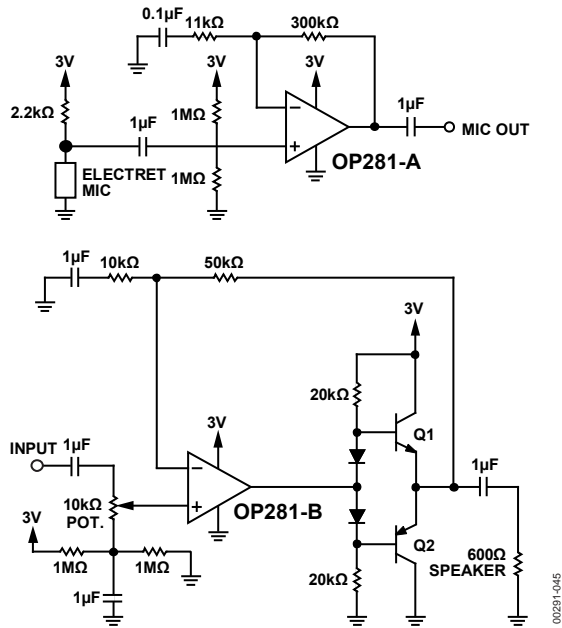 0.1µF
11kΩ
300kΩ
3V
3V
3V
2.2kΩ
1µF
1MΩ
1µF
MIC OUT
ELECTRET
MIC
1MΩ
OP281-A
1µF
10kΩ
50kΩ
3V
20kΩ
Q1
3V
INPUT
1µF
1µF
10kΩ
POT.
OP281-B
3V
Q2
1MΩ
1MΩ
20kΩ
600Ω
SPEAKER
1µF
00291-045
−
+
−
+